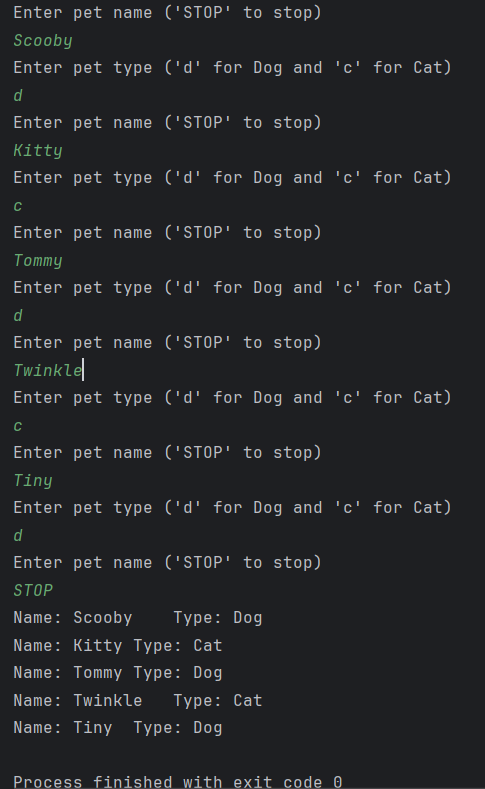 Enter pet name ('STOP' to stop)
Scooby
Enter pet type ('d' for Dog and 'c' for Cat)
d
Enter pet name ('STOP' to stop)
Kitty
Enter pet type ('d' for Dog and 'c' for Cat)
c
Enter pet name ('STOP' to stop)
Tommy
Enter pet type ('d' for Dog and 'c' for Cat)
d
Enter pet name ('STOP' to stop)
Twinkle
Enter pet type ('d' for Dog and 'c' for Cat)
c
Enter pet name ('STOP' to stop)
Tiny
Enter pet type ('d' for Dog and 'c' for Cat)
d
Enter pet name ('STOP' to stop)
STOP
Name: Scooby    Type: Dog
Name: Kitty Type: Cat
Name: Tommy Type: Dog
Name: Twinkle   Type: Cat
Name: Tiny  Type: Dog
Process finished with exit code 0